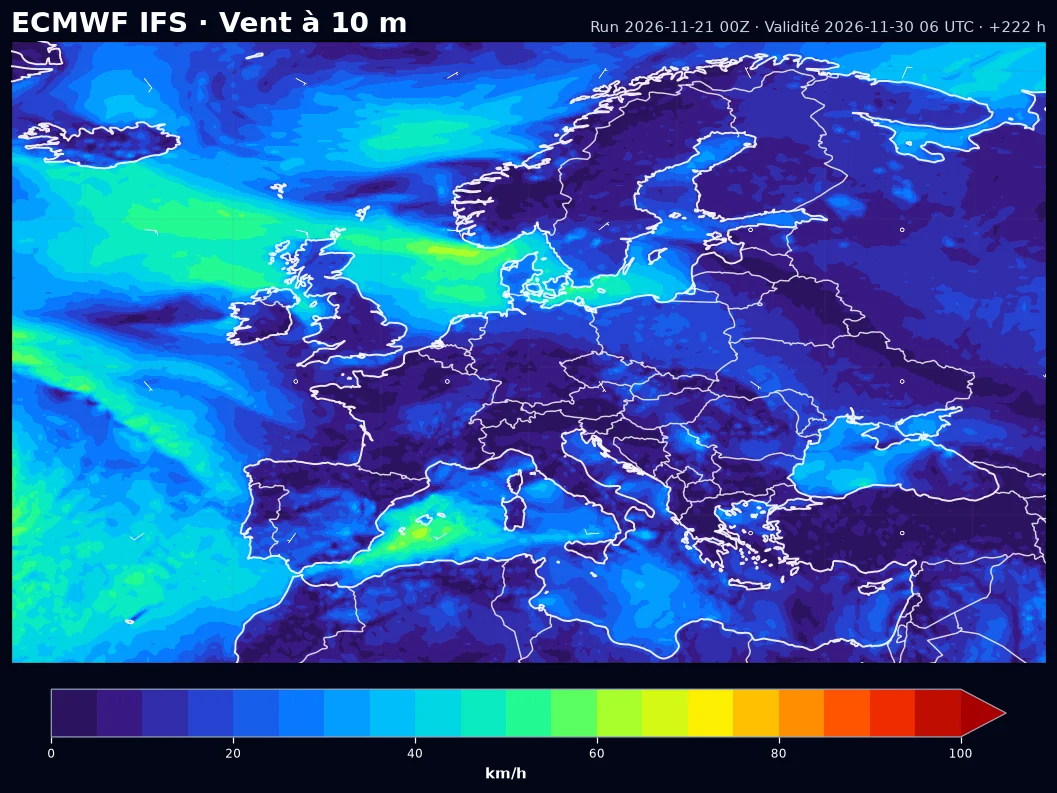 ECMWF IFS · Vent à 10 m
Run 2026-11-21 00Z · Validité 2026-11-30 06 UTC · +222 h
0 20 40 60 80 100
km/h